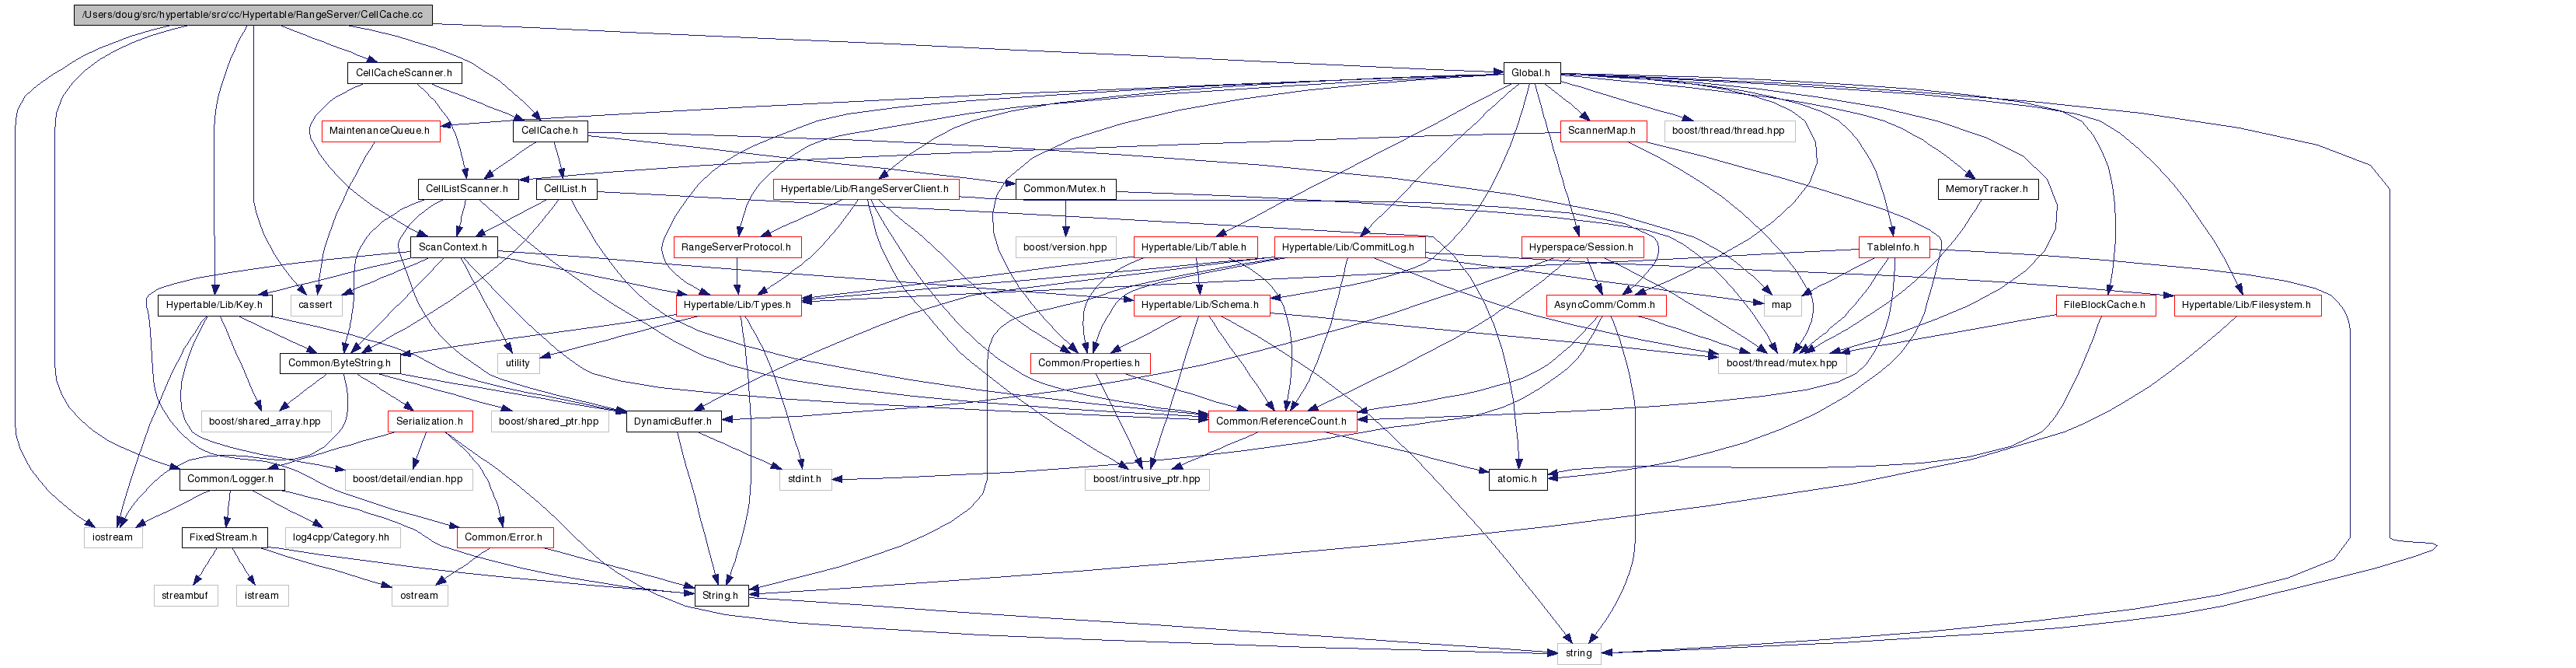 /Users/doug/src/hypertable/src/cc/Hypertable/RangeServer/CellCache.cc
CellCacheScanner.h
Global.h
MaintenanceQueue.h
CellCache.h
ScannerMap.h
boost/thread/thread.hpp
CellListScanner.h
CellList.h
Hypertable/Lib/RangeServerClient.h
Common/Mutex.h
MemoryTracker.h
ScanContext.h
RangeServerProtocol.h
boost/version.hpp
Hypertable/Lib/Table.h
Hypertable/Lib/CommitLog.h
Hyperspace/Session.h
TableInfo.h
Hypertable/Lib/Key.h
cassert
Hypertable/Lib/Types.h
Hypertable/Lib/Schema.h
AsyncComm/Comm.h
map
FileBlockCache.h
Hypertable/Lib/Filesystem.h
Common/ByteString.h
utility
Common/Properties.h
boost/thread/mutex.hpp
boost/shared_array.hpp
Serialization.h
boost/shared_ptr.hpp
DynamicBuffer.h
Common/ReferenceCount.h
Common/Logger.h
boost/detail/endian.hpp
stdint.h
boost/intrusive_ptr.hpp
atomic.h
iostream
FixedStream.h
log4cpp/Category.hh
Common/Error.h
streambuf
istream
ostream
String.h
string